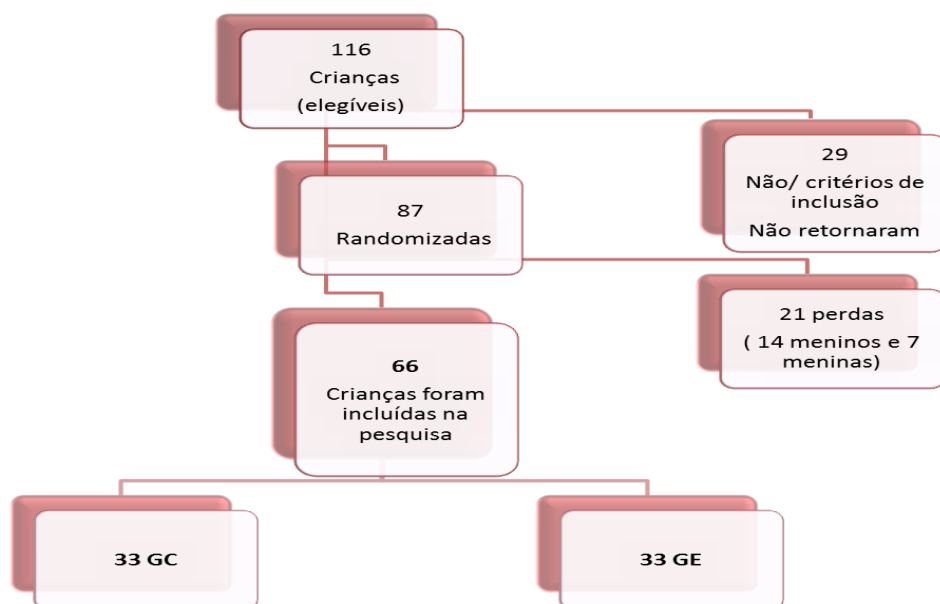 116
Crianças
(elegíveis)
29
Não/ critérios de
inclusão
Não retornaram
87
Randomizadas
21 perdas
( 14 meninos e 7
meninas)
66
Crianças foram
incluídas na
pesquisa
33 GC
33 GE